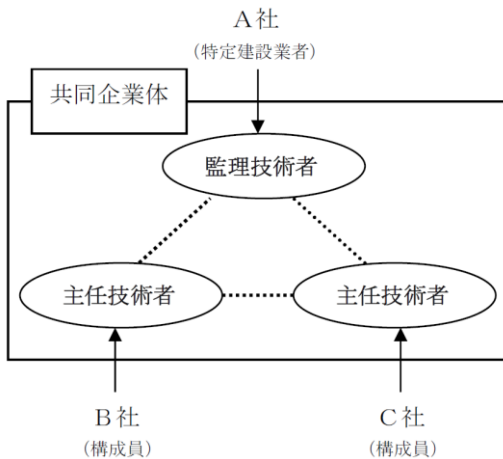 A社
（特定建設業者）
共同企業体
監理技術者
主任技術者
主任技術者
B社
（構成員）
C社
（構成員）